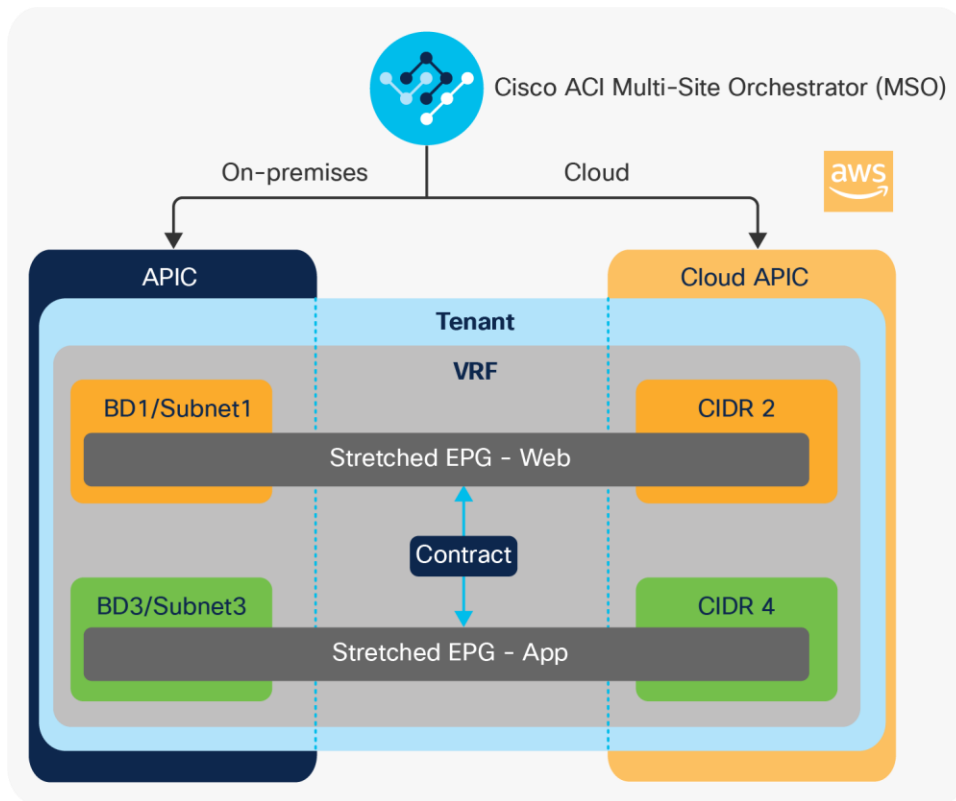 Cisco ACI Multi-Site Orchestrator (MSO)
On-premises
Cloud
aws
APIC
Cloud APIC
Tenant
VRF
BD1/Subnet1
CIDR 2
Stretched EPG - Web
Contract
BD3/Subnet3
CIDR 4
Stretched EPG - App